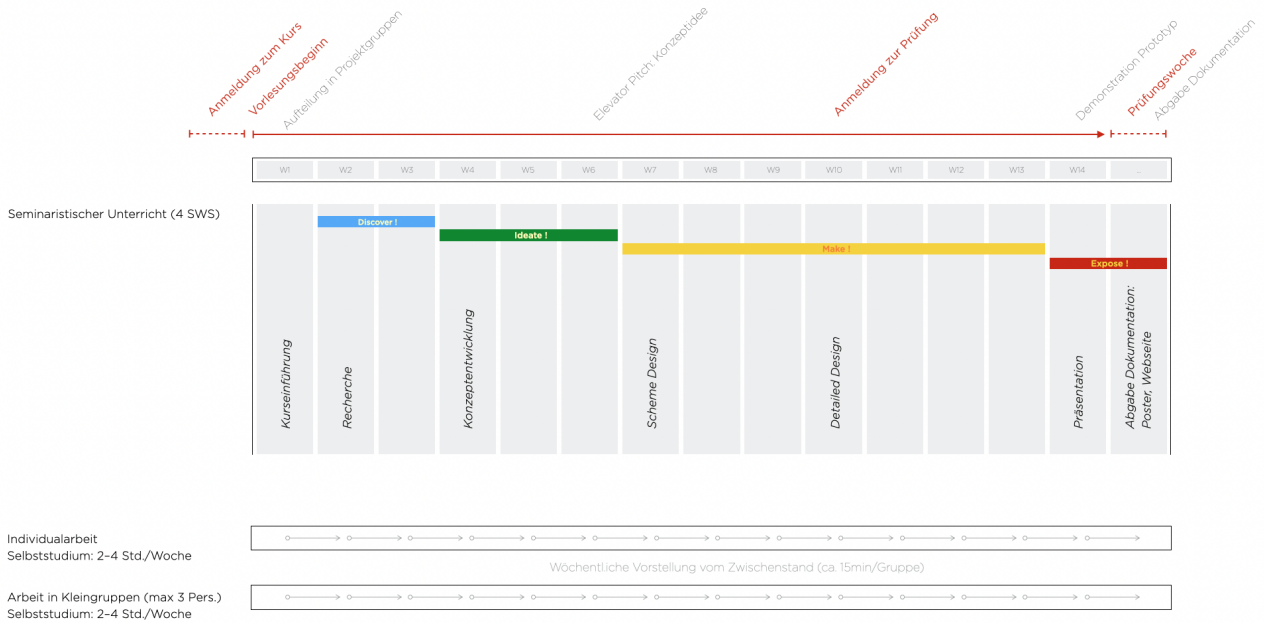 Anmeldung zum Kurs
Vorlesungsbeginn
Aufteilung in Projektgruppen
Elevator Pitch: Konzeptidee
Anmeldung zur Prüfung
Demonstration Prototyp
Prüfungswoche
Abgabe Dokumentation
W1 W2 W3 W4 W5 W6 W7 W8 W9 W10 W11 W12 W13 W14 .
Seminaristischer Unterricht (4 SWS)
Discover !
Ideate !
Make !
Expose !
Kurseinführung
Recherche
Konzeptentwicklung
Scheme Design
Detailed Design
Präsentation
Abgabe Dokumentation:
Poster, Webseite
Individualarbeit
Selbststudium: 2–4 Std./Woche
Wöchentliche Vorstellung vom Zwischenstand (ca. 15min/Gruppe)
Arbeit in Kleingruppen (max 3 Pers.)
Selbststudium: 2–4 Std./Woche